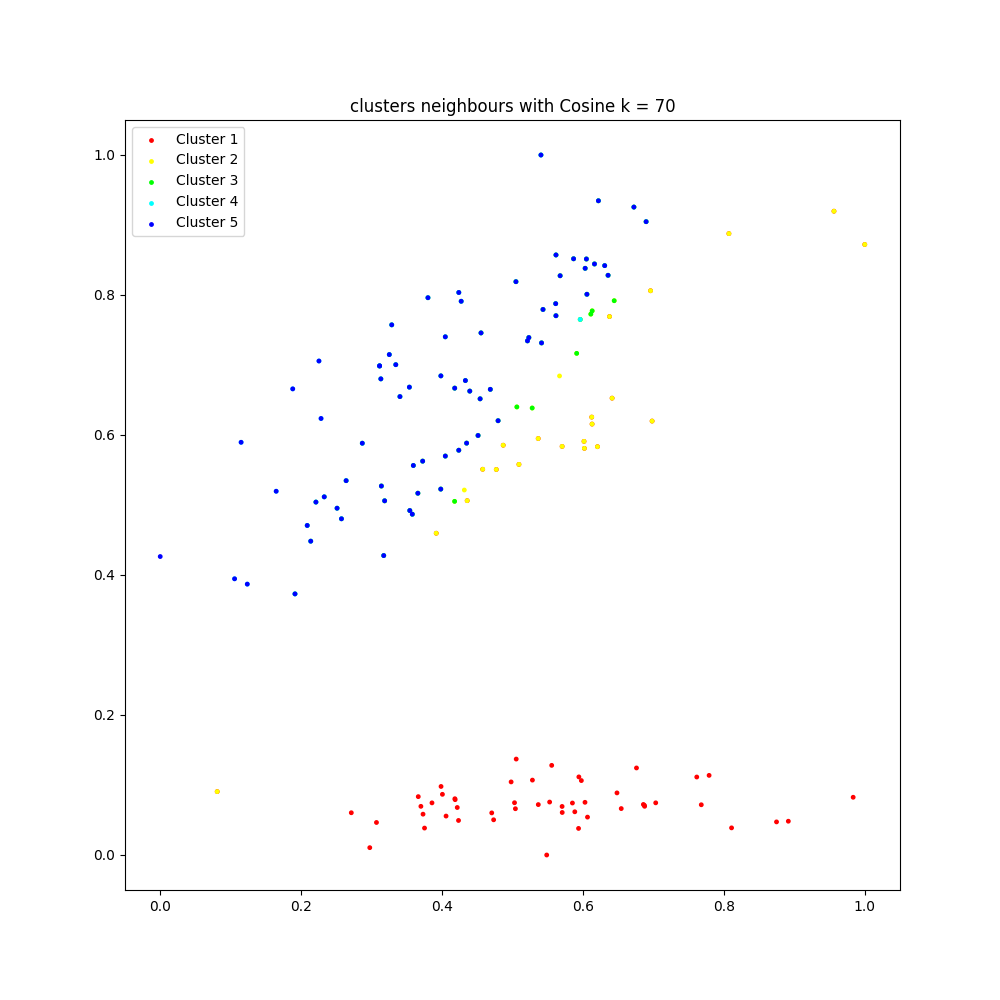 clusters neighbours with Cosine k = 70
Cluster 1
Cluster 2
Cluster 3
Cluster 4
Cluster 5
1.0
0.8
0.6
0.4
0.2
0.0
0.0 0.2 0.4 0.6 0.8 1.0